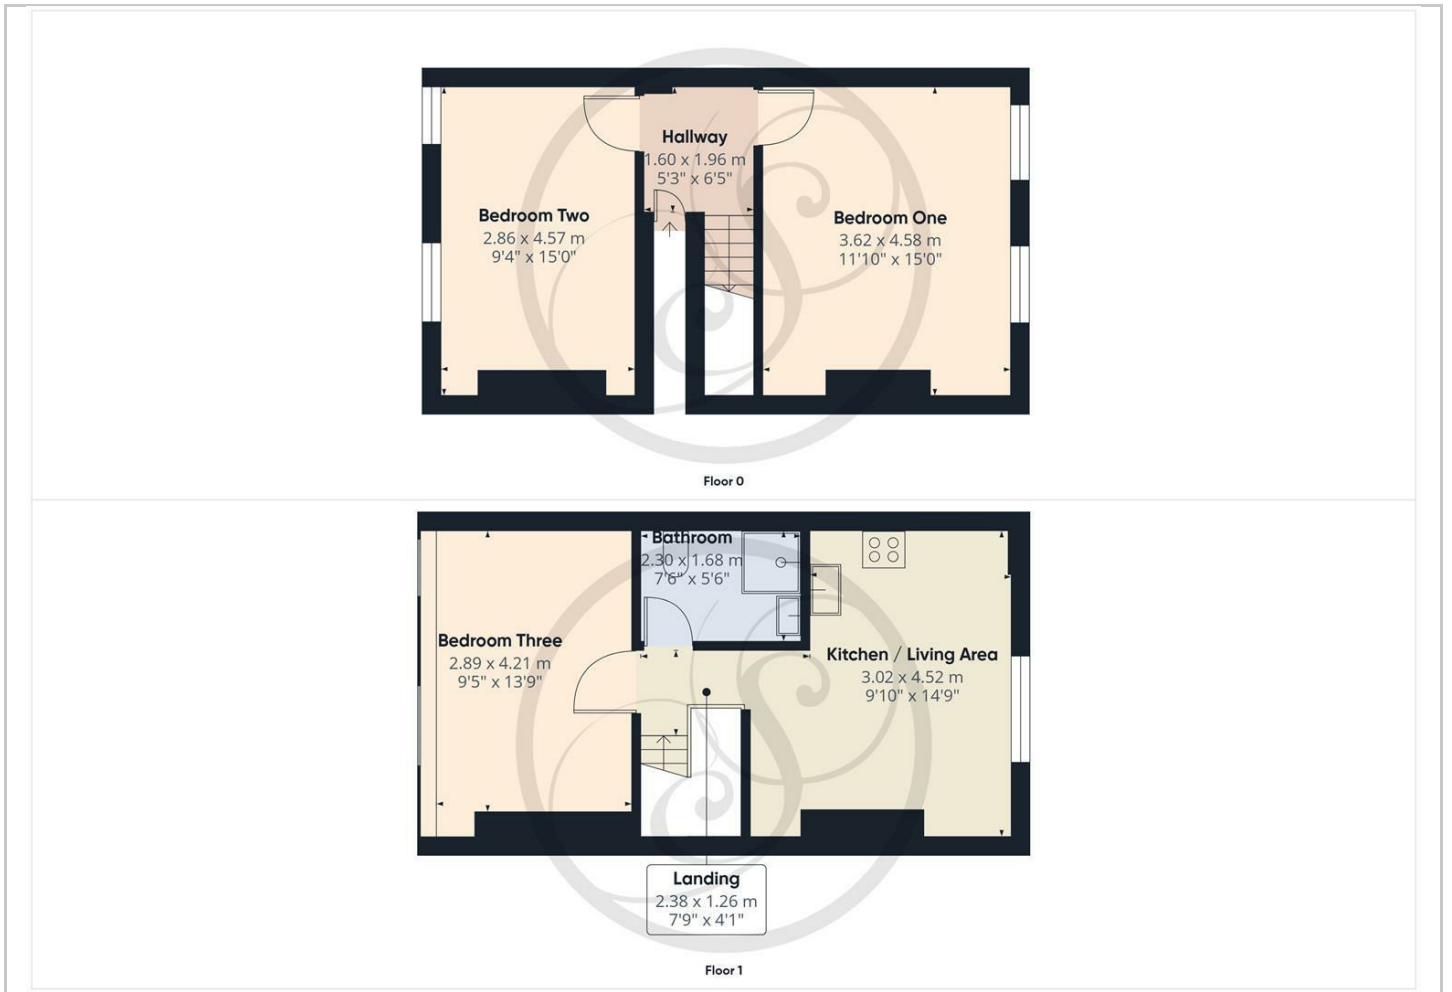 Hallway
1.60 x 1.96 m
5'3" x 6'5"
Bedroom Two
2.86 x 4.57 m
9'4" x 15'0"
Bedroom One
3.62 x 4.58 m
11'10" x 15'0"
Floor 0
Bathroom
2.30 x 1.68 m
7'6" x 5'6"
Bedroom Three
2.89 x 4.21 m
9'5" x 13'9"
Kitchen / Living Area
3.02 x 4.52 m
9'10" x 14'9"
Landing
2.38 x 1.26 m
7'9" x 4'1"
Floor 1